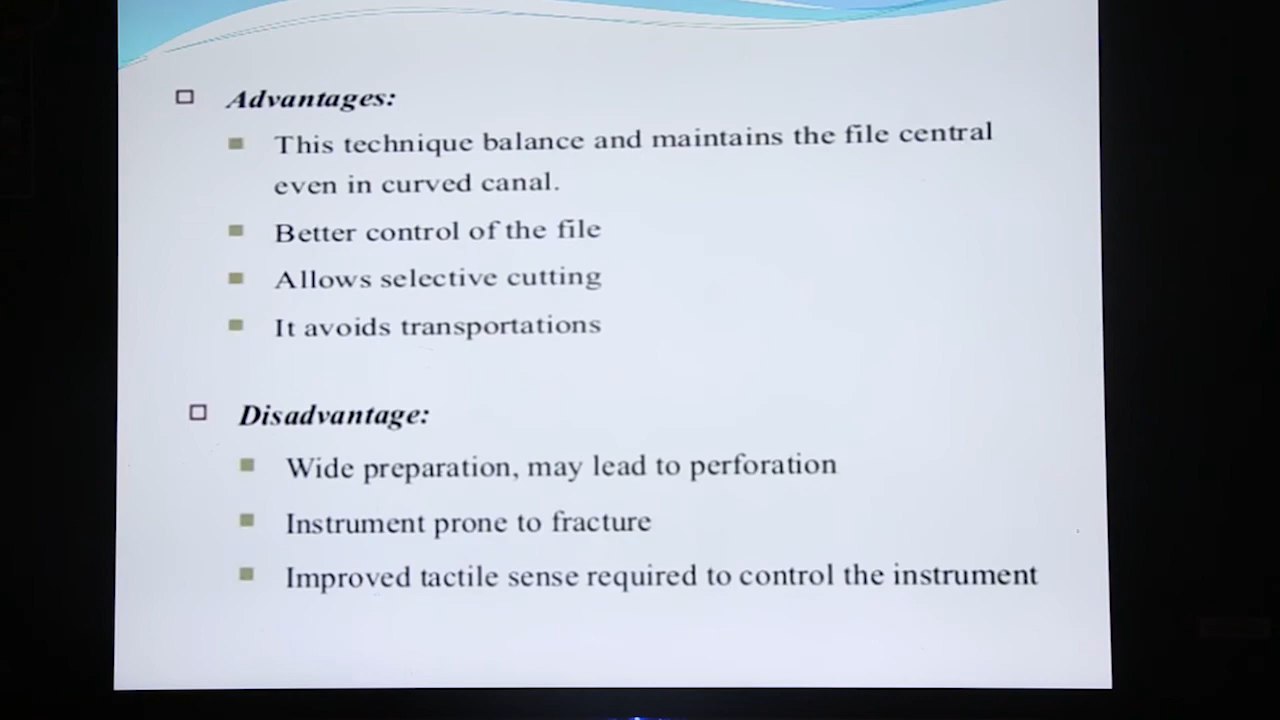 Advantages:
This technique balance and maintains the file central
even in curved canal.
Better control of the file
Allows selective cutting
It avoids transportations
Disadvantage:
Wide preparation, may lead to perforation
Instrument prone to fracture
Improved tactile sense required to control the instrument